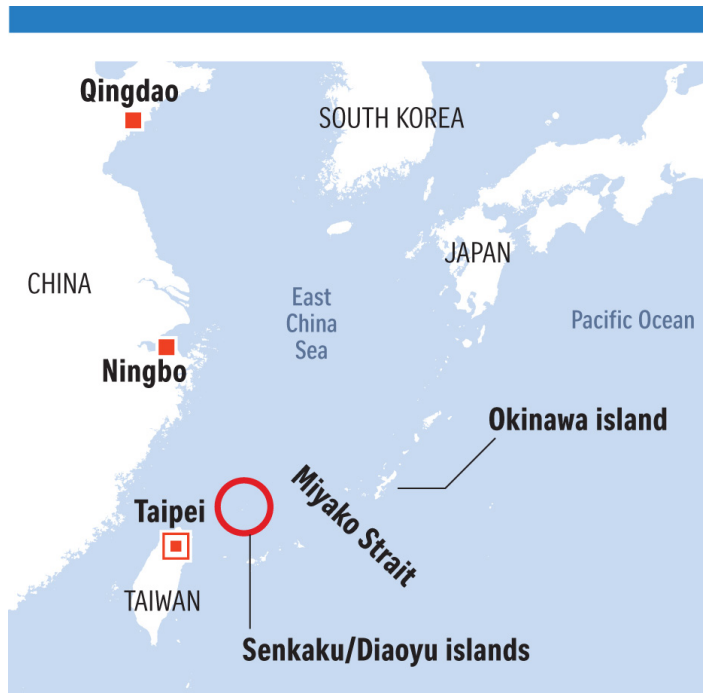 Qingdao
SOUTH KOREA
JAPAN
CHINA
East
China
Sea
Pacific Ocean
Ningbo
Okinawa island
Miyako Strait
Taipei
TAIWAN
Senkaku/Diaoyu islands